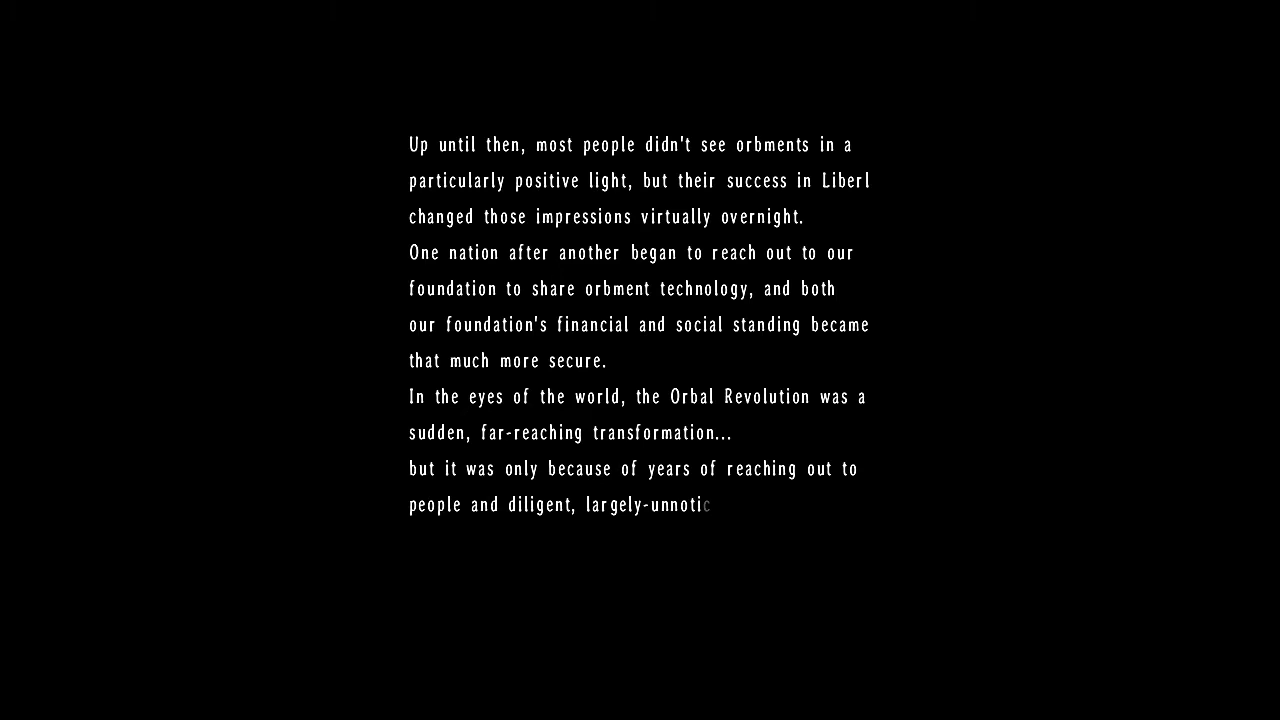 Up until then, most people didn't see orbments in a
particularly positive light, but their success in Liberl
changed those impressions virtually overnight.
One nation after another began to reach out to our
foundation to share orbment technology, and both
our foundation's financial and social standing became
that much more secure.
In the eyes of the world, the Orbal Revolution was a
sudden, far-reaching transformation...
but it was only because of years of reaching out to
people and diligent, largely-unnotic